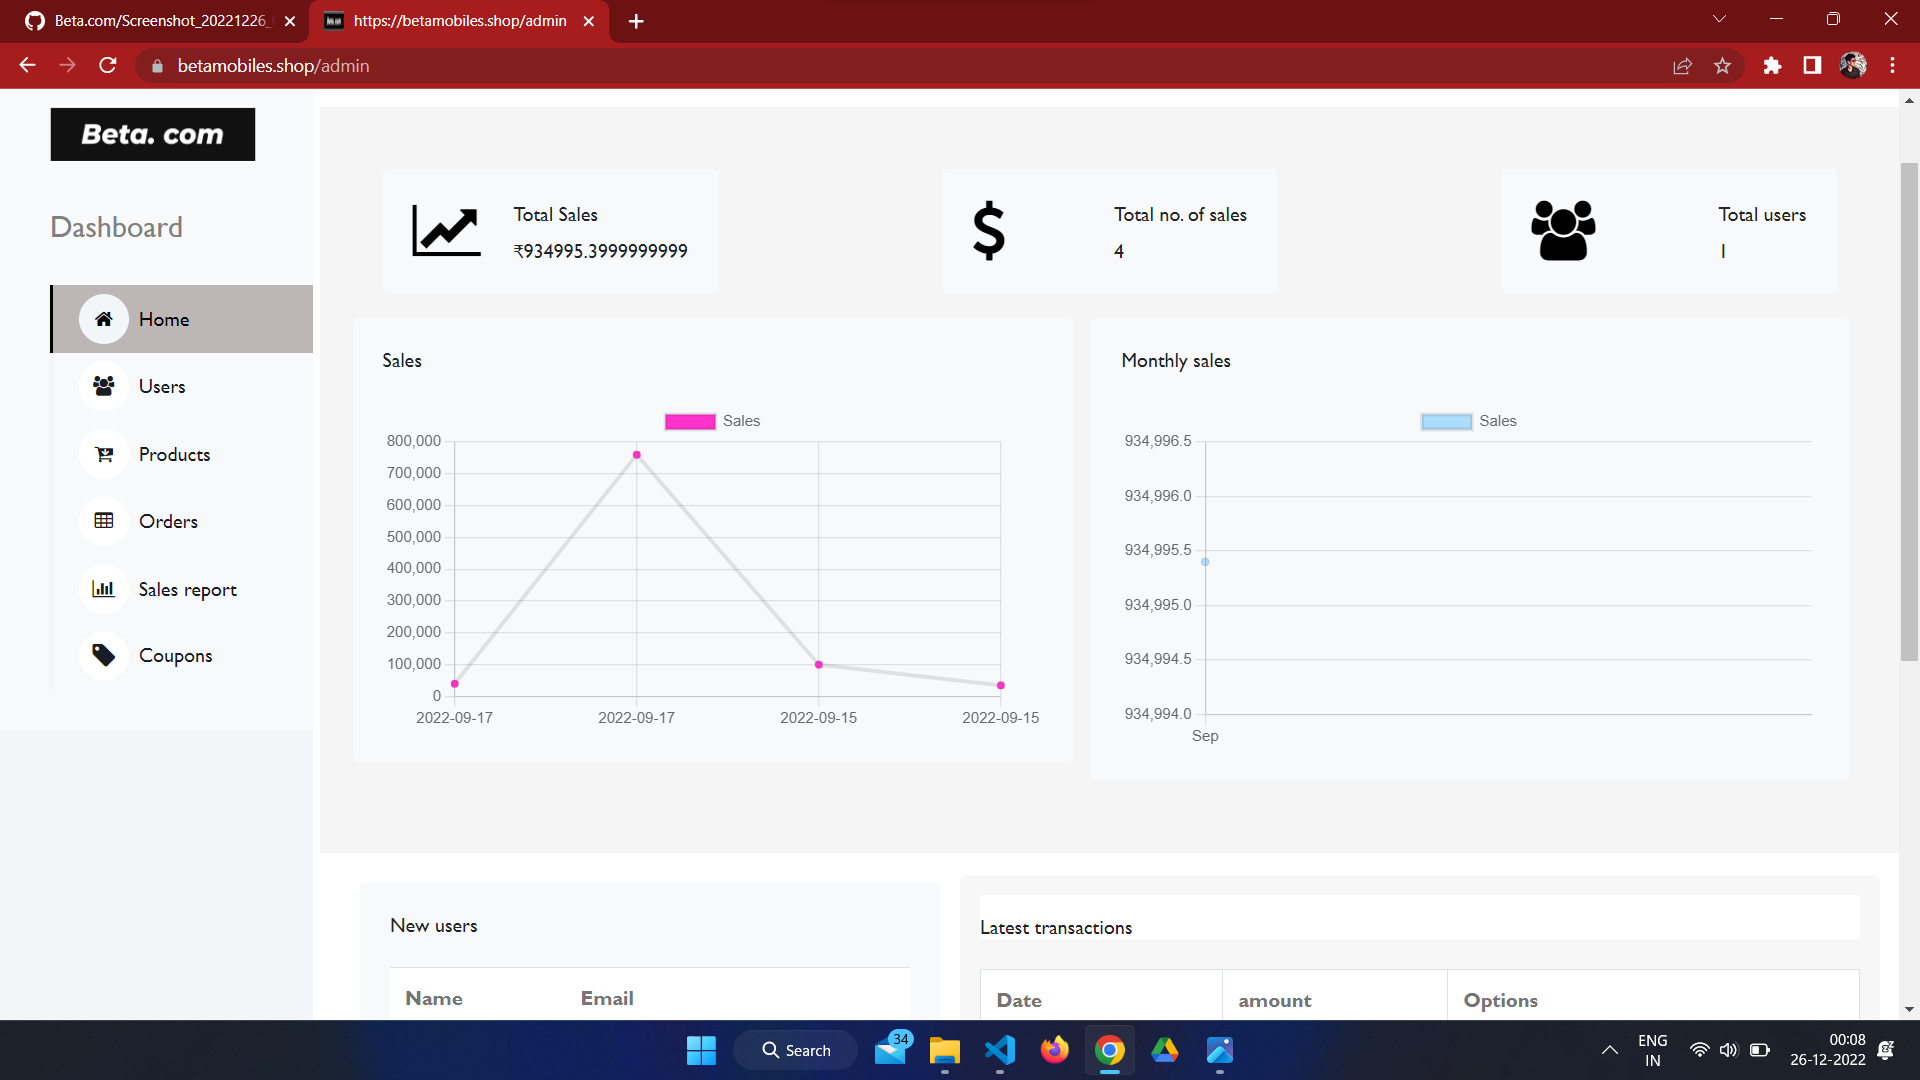 Beta.com/Screenshot_20221226_
https://betamobiles.shop/admin
betamobiles.shop/admin
Beta. com
Dashboard
Home
Users
Products
Orders
Sales report
Coupons
Total Sales
₹934995.3999999999
Total no. of sales
4
Total users
1
Sales
Sales
800,000
700,000
600,000
500,000
400,000
300,000
200,000
100,000
0
2022-09-17 2022-09-17 2022-09-15 2022-09-15
Monthly sales
Sales
934,996.5
934,996.0
934,995.5
934,995.0
934,994.5
934,994.0
Sep
New users
Name Email
Latest transactions
Date amount Options
Search
34
ENG
IN
00:08
26-12-2022